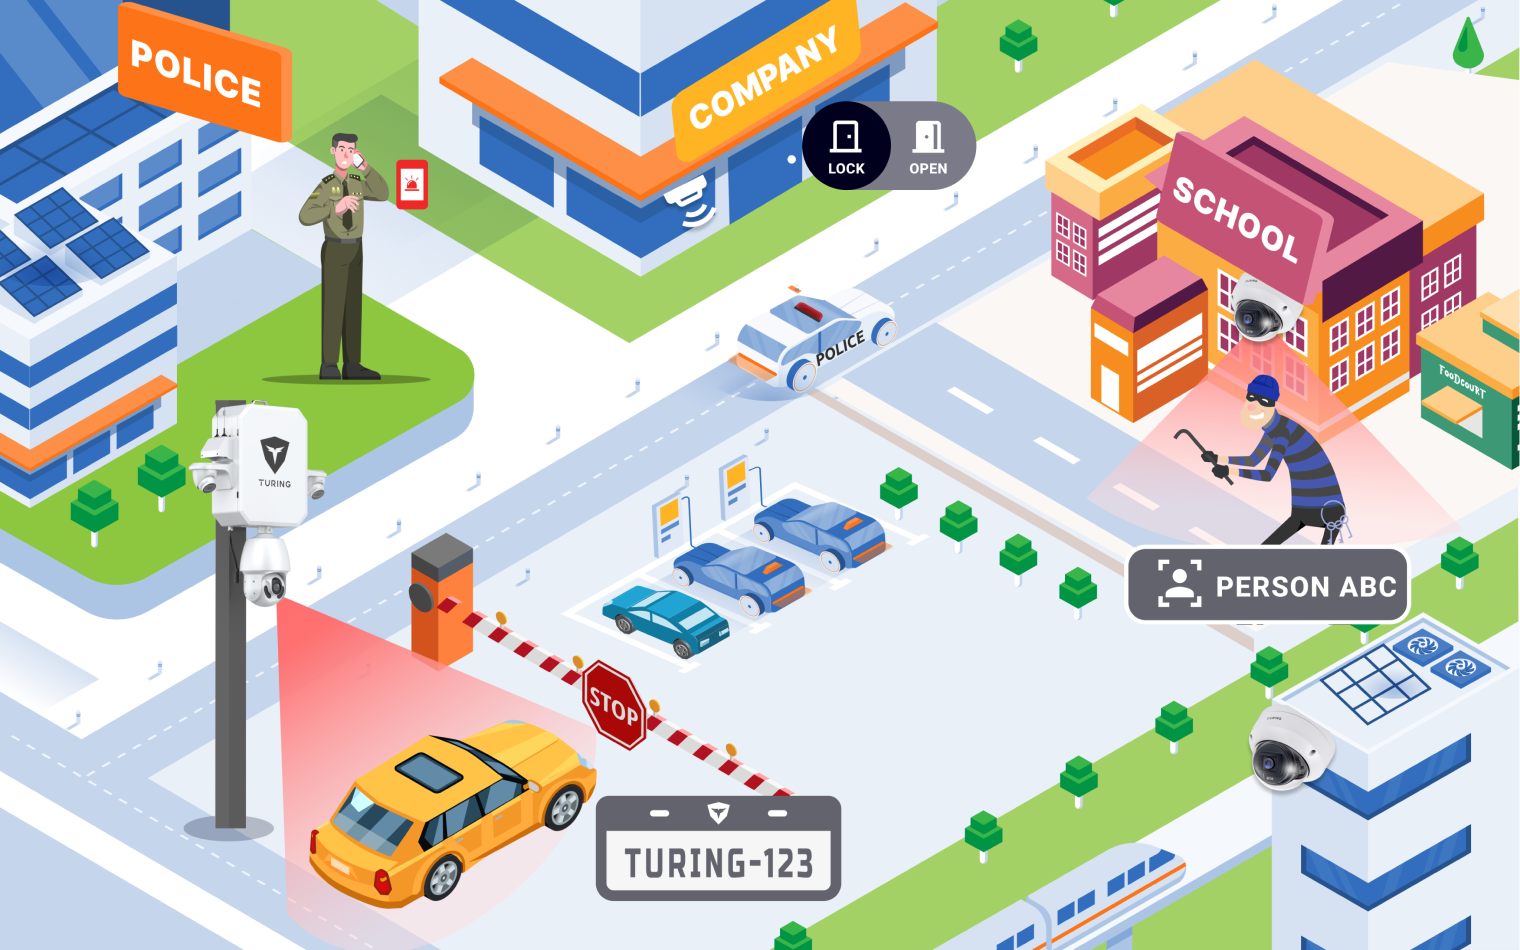 POLICE
COMPANY
LOCK
OPEN
SCHOOL
POLICE
FOODCOURT
TURING
PERSON ABC
STOP
TURING-123